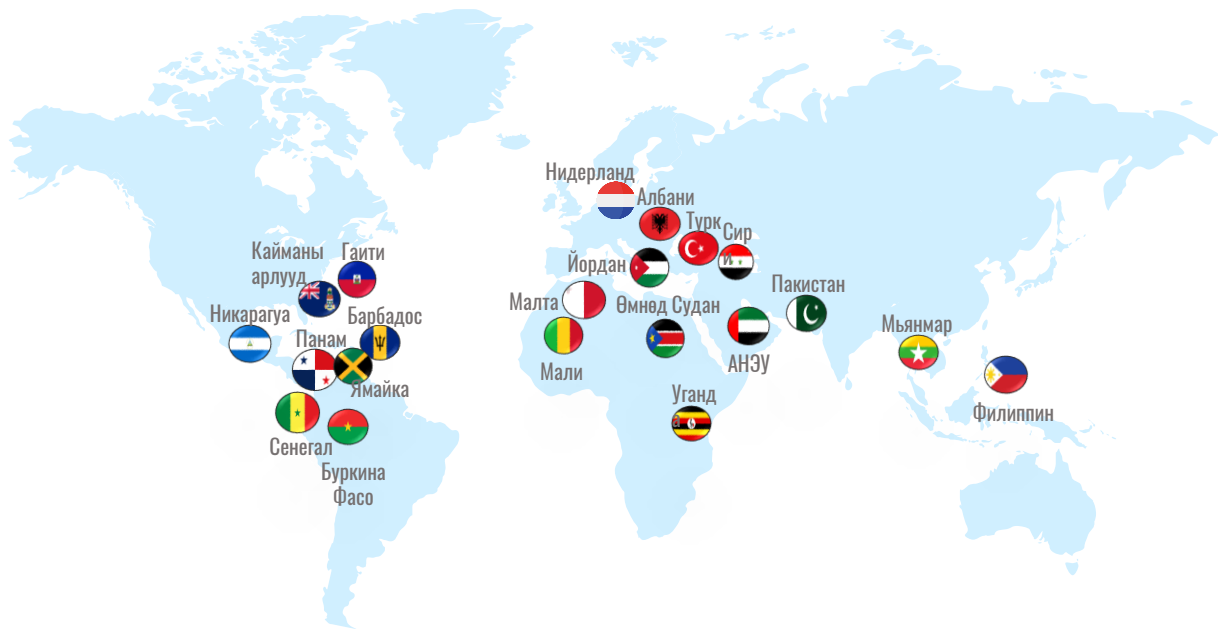 Нидерланд
Албани
Турк
Сир
и
Кайманы
арлууд
Гаити
Йордан
Пакистан
Малта
Өмнөд Судан
Никарагуа
Барбадос
Мьянмар
Панам
АНЭУ
Мали
Ямайка
Уганд
а
Филиппин
Сенегал
Буркина
Фасо